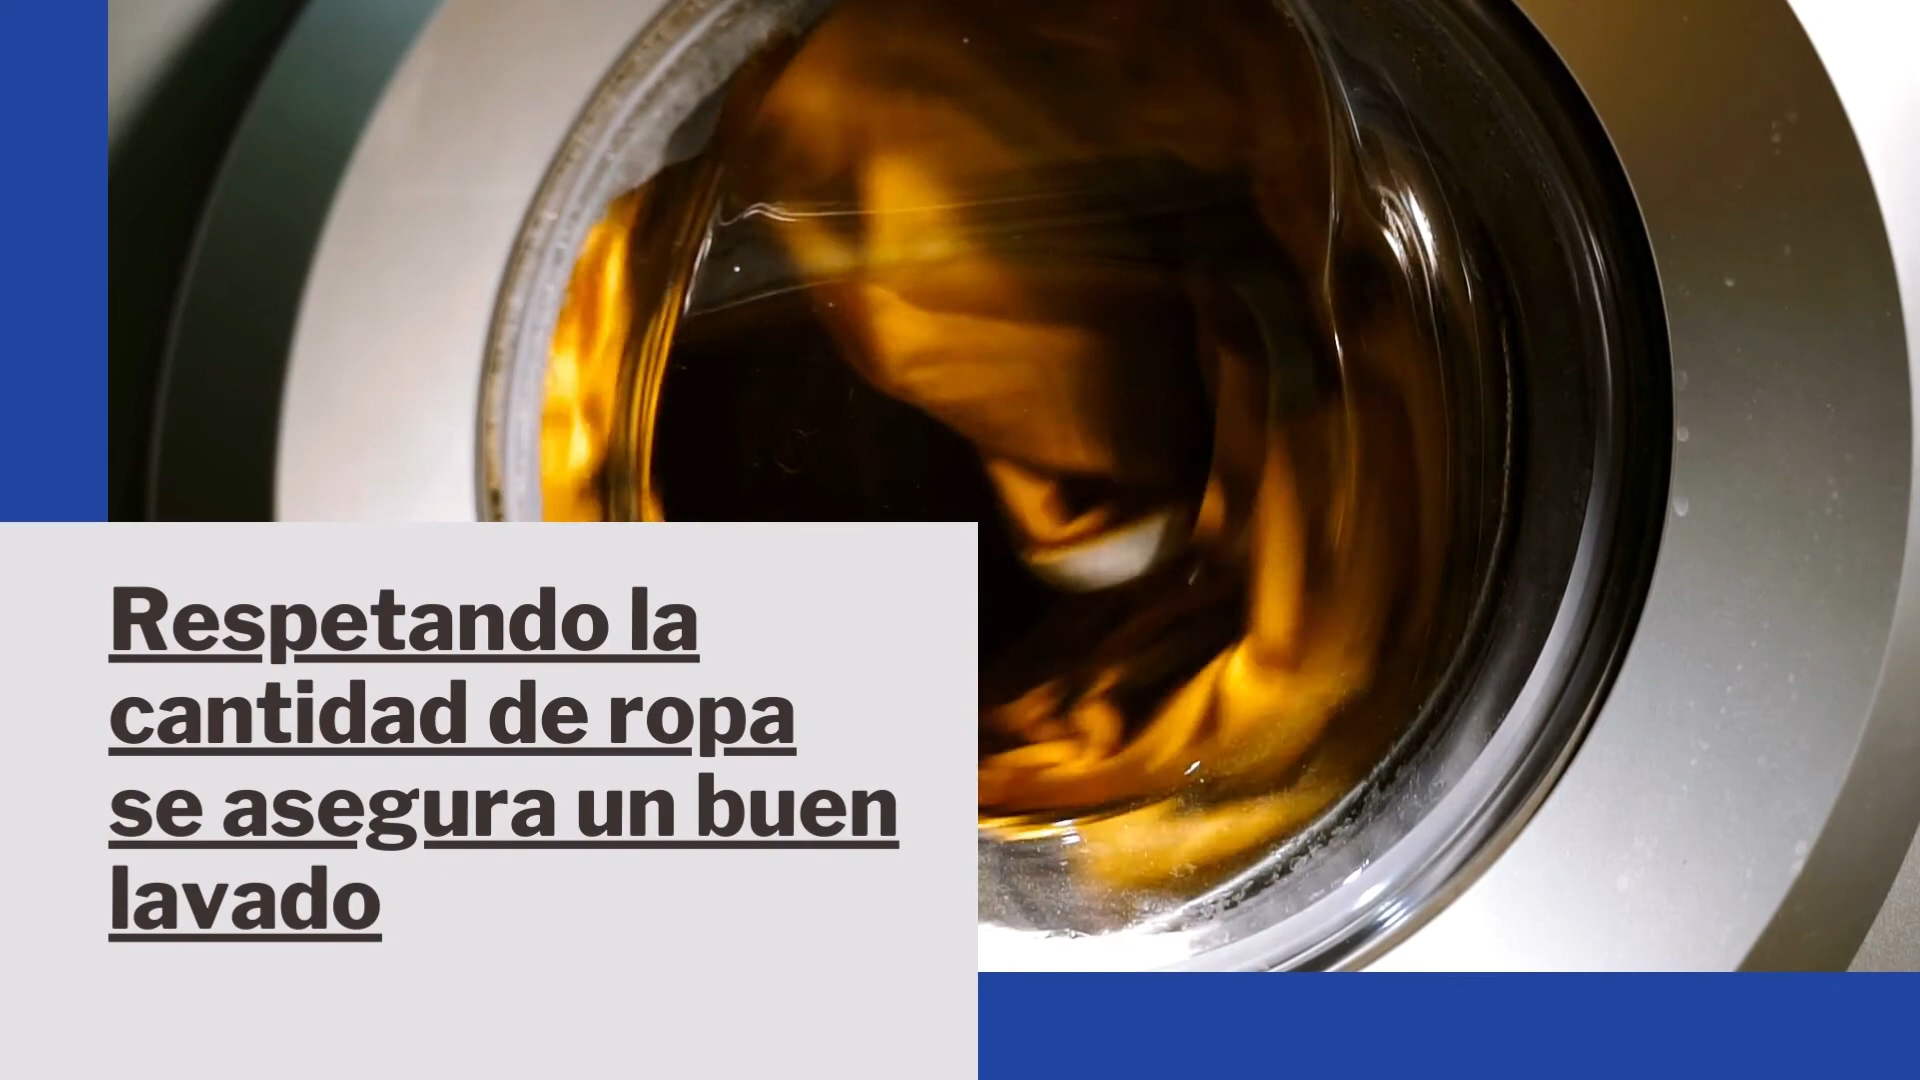 Respetando la
cantidad de ropa
se asegura un buen
lavado